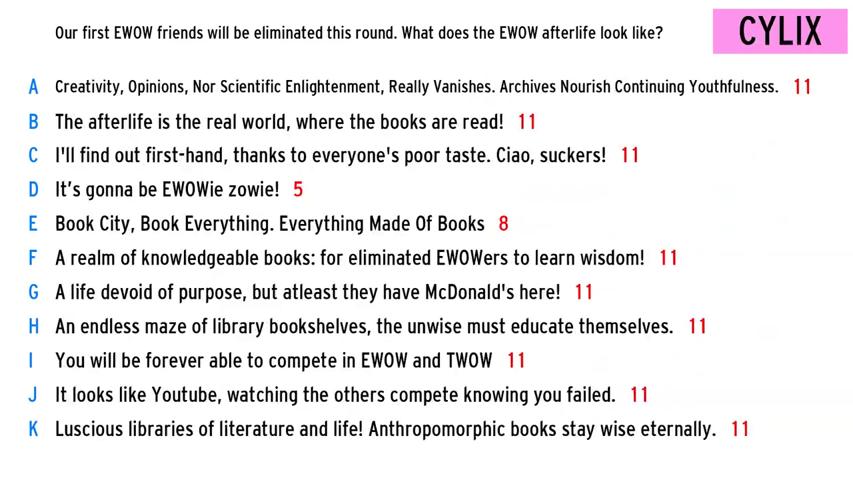 Our first EWOW friends will be eliminated this round. What does the EWOW afterlife look like?
CYLIX
A Creativity, Opinions, Nor Scientific Enlightenment, Really Vanishes. Archives Nourish Continuing Youthfulness. 11
B The afterlife is the real world, where the books are read! 11
C I'll find out first-hand, thanks to everyone's poor taste. Ciao, suckers! 11
D It's gonna be EWOWie zowie! 5
E Book City, Book Everything. Everything Made Of Books 8
F A realm of knowledgeable books: for eliminated EWOWers to learn wisdom! 11
G A life devoid of purpose, but atleast they have McDonald's here! 11
H An endless maze of library bookshelves, the unwise must educate themselves. 11
I You will be forever able to compete in EWOW and TWOW 11
J It looks like Youtube, watching the others compete knowing you failed. 11
K Luscious libraries of literature and life! Anthropomorphic books stay wise eternally. 11